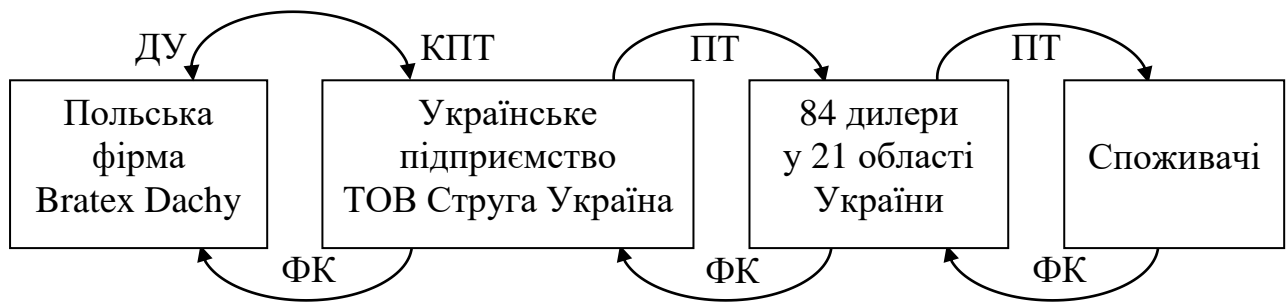 ДУ
КПТ
ПТ
ПТ
Польська
фірма
Bratex Dachy
Українське
підприємство
ТОВ Струга Україна
84 дилери
у 21 області
України
Споживачі
ФК
ФК
ФК